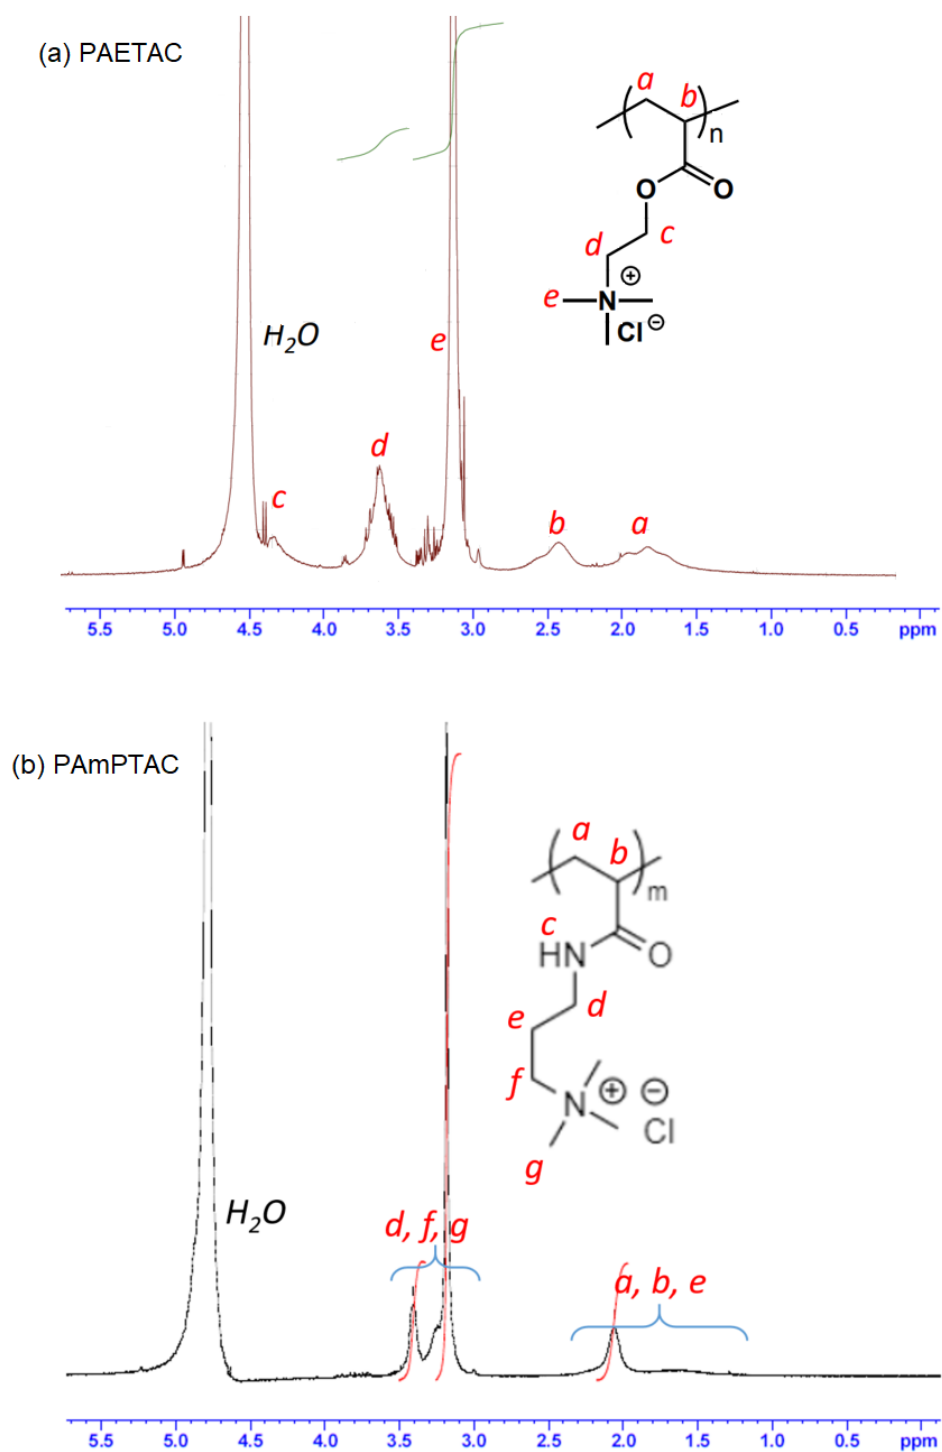 (a) PAETAC
a
b
n
O
O
c
d
e
N
⊕
Cl⊖
H₂O
e
d
c
b
a
5.5 5.0 4.5 4.0 3.5 3.0 2.5 2.0 1.5 1.0 0.5 ppm
(b) PAmPTAC
a
b
m
c
HN
O
d
e
f
N ⊕ ⊖
Cl
g
H₂O
d, f, g
a, b, e
5.5 5.0 4.5 4.0 3.5 3.0 2.5 2.0 1.5 1.0 0.5 ppm